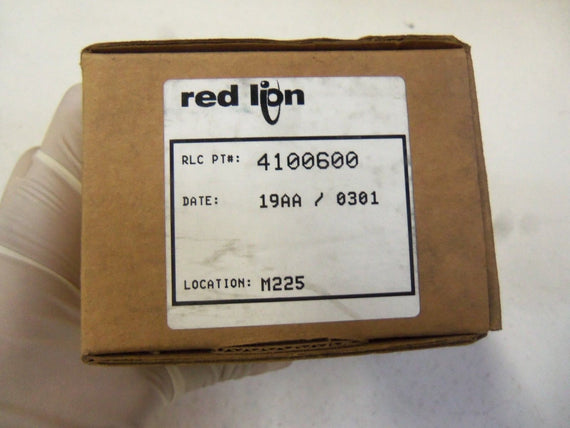 red lion
RLC PT#: 4100600
DATE: 19AA / 0301
LOCATION: M225